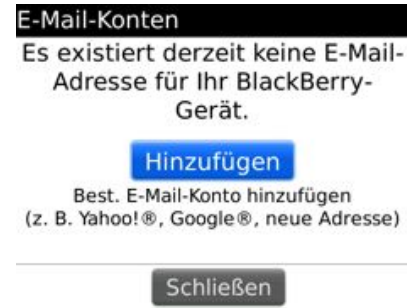 E-Mail-Konten
Es existiert derzeit keine E-Mail-
Adresse für Ihr BlackBerry-
Gerät.
Hinzufügen
Best. E-Mail-Konto hinzufügen
(z. B. Yahoo!®, Google®, neue Adresse)
Schließen